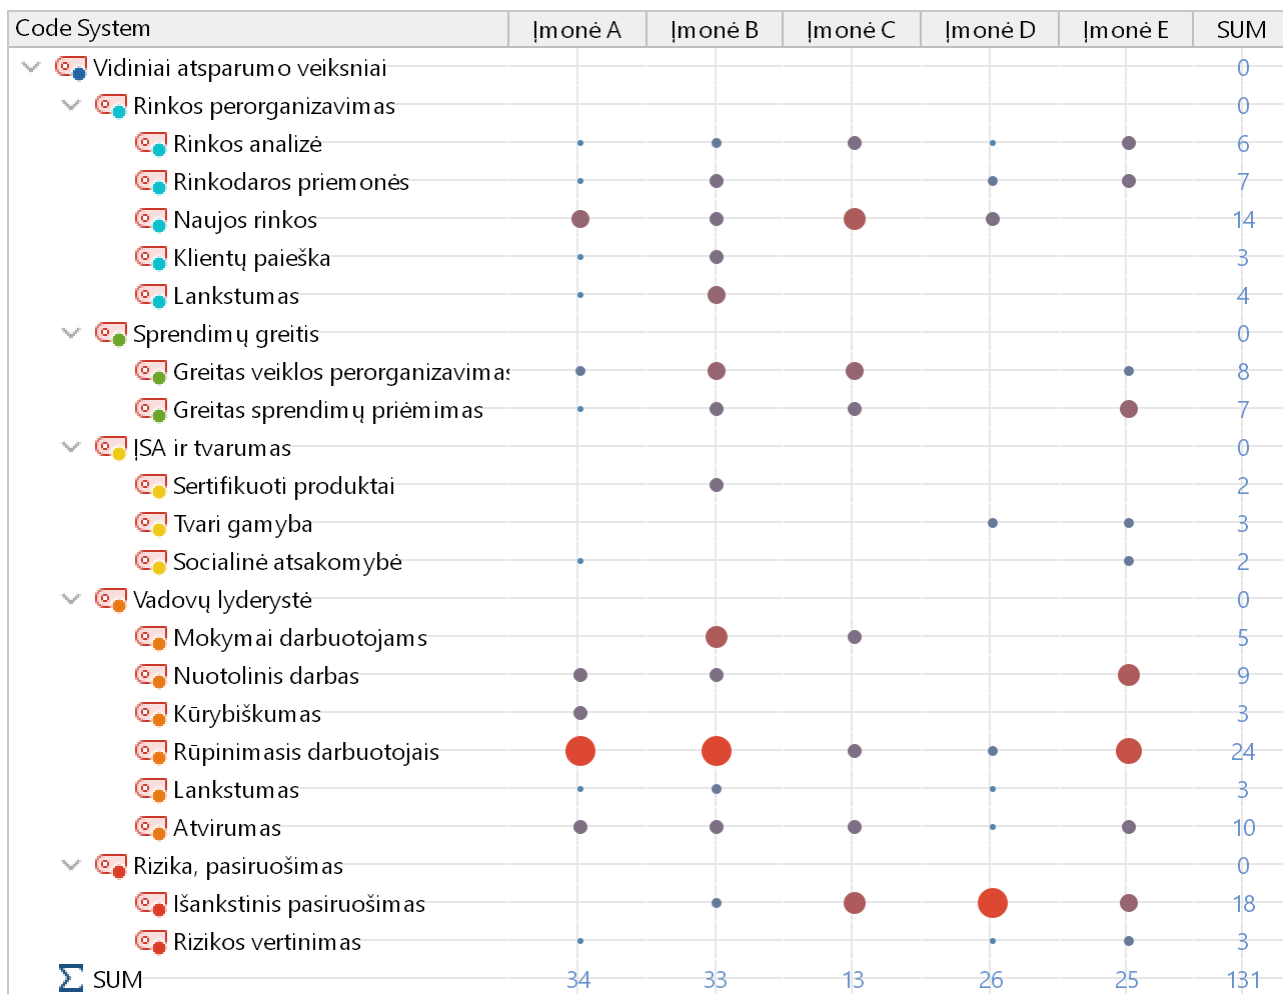 Code System Įmonė A Įmonė B Įmonė C Įmonė D Įmonė E SUM
Vidiniai atsparumo veiksniai 0
Rinkos perorganizavimas 0
Rinkos analizė 6
Rinkodaros priemonės 7
Naujos rinkos 14
Klientų paieška 3
Lankstumas 4
Sprendimų greitis 0
Greitas veiklos perorganizavimas 8
Greitas sprendimų priėmimas 7
ĮSA ir tvarumas 0
Sertifikuoti produktai 2
Tvari gamyba 3
Socialinė atsakomybė 2
Vadovų lyderystė 0
Mokymai darbuotojams 5
Nuotolinis darbas 9
Kūrybiškumas 3
Rūpinimasis darbuotojais 24
Lankstumas 3
Atvirumas 10
Rizika, pasiruošimas 0
Išankstinis pasiruošimas 18
Rizikos vertinimas 3
Σ SUM 34 33 13 26 25 131